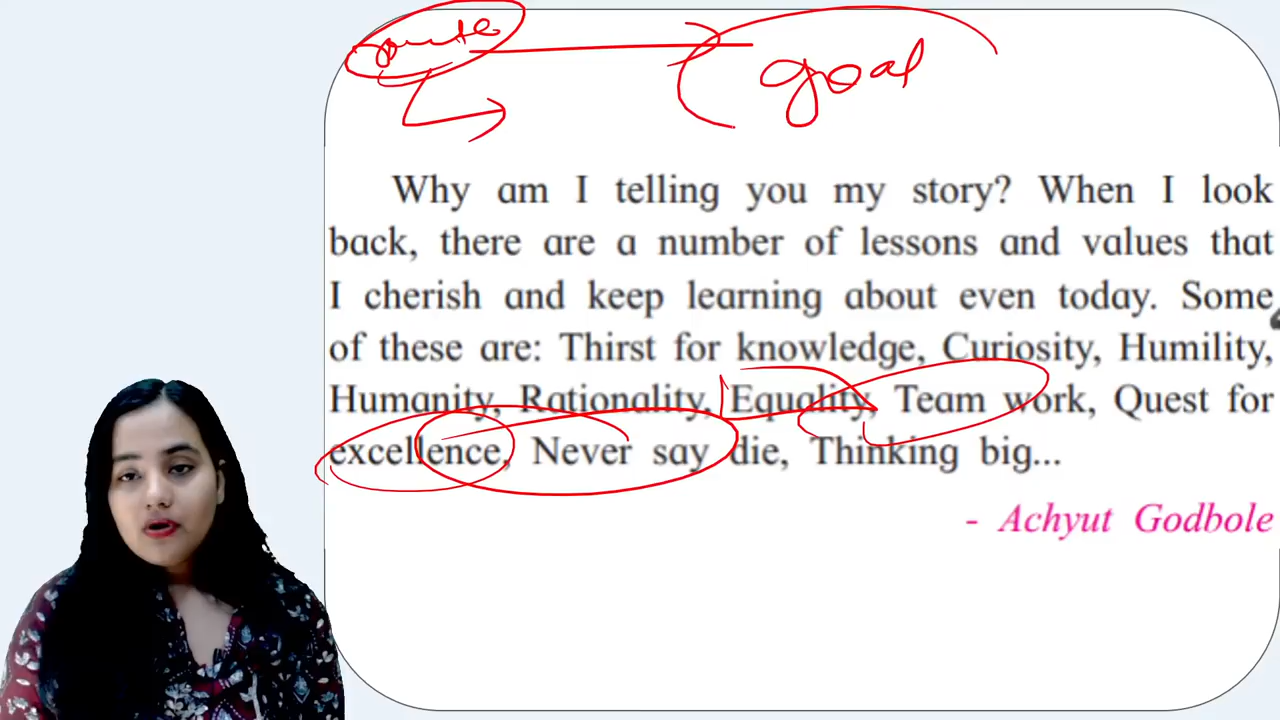 route
goal
Why am I telling you my story? When I look
back, there are a number of lessons and values that
I cherish and keep learning about even today. Some
of these are: Thirst for knowledge, Curiosity, Humility,
Humanity, Rationality, Equality, Team work, Quest for
excellence, Never say die, Thinking big...
- Achyut Godbole